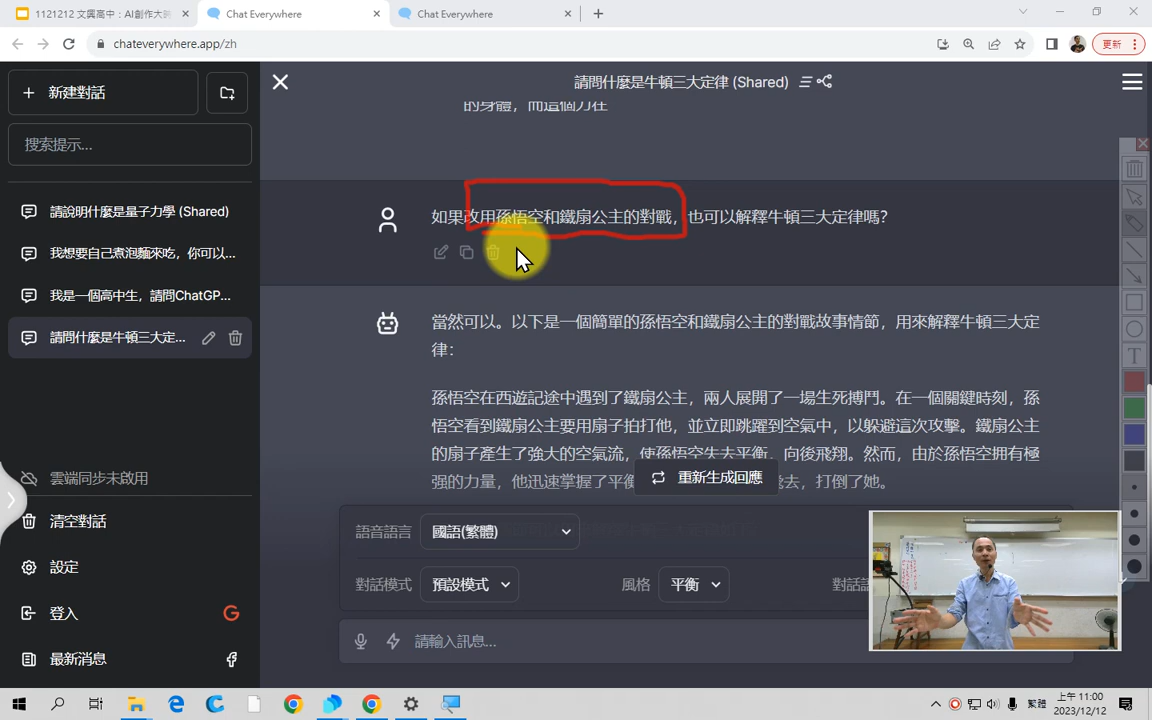 1121212 文興高中：AI創作大
Chat Everywhere
Chat Everywhere
chateverywhere.app/zh
更新
新建對話
請問什麼是牛頓三大定律 (Shared)
的身體，而這個力在
搜索提示...
請說明什麼是量子力學 (Shared)
我想要自己煮泡麵來吃，你可以...
我是一個高中生，請問ChatGP...
請問什麼是牛頓三大定...
如果改用孫悟空和鐵扇公主的對戰，也可以解釋牛頓三大定律嗎？
當然可以。以下是一個簡單的孫悟空和鐵扇公主的對戰故事情節，用來解釋牛頓三大定
律：
孫悟空在西遊記途中遇到了鐵扇公主，兩人展開了一場生死搏鬥。在一個關鍵時刻，孫
悟空看到鐵扇公主要用扇子拍打他，並立即跳躍到空氣中，以躲避這次攻擊。鐵扇公主
的扇子產生了強大的空氣流，使孫悟空失去平衡，向後飛翔。然而，由於孫悟空擁有極
强的力量，他迅速掌握了平
去，打倒了她。
重新生成回應
雲端同步未啟用
清空對話
設定
登入
最新消息
語音語言
國語(繁體)
對話模式
預設模式
風格
平衡
對話
請輸入訊息...
T
繁體
上午 11:00
2023/12/12